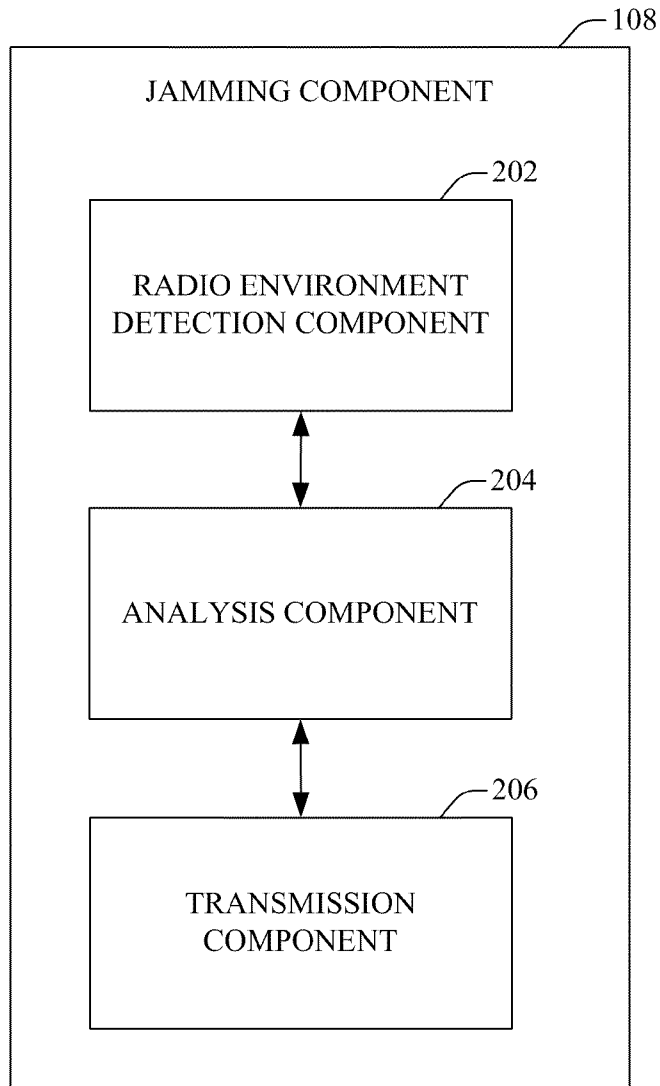 108
JAMMING COMPONENT
202
RADIO ENVIRONMENT
DETECTION COMPONENT
204
ANALYSIS COMPONENT
206
TRANSMISSION
COMPONENT